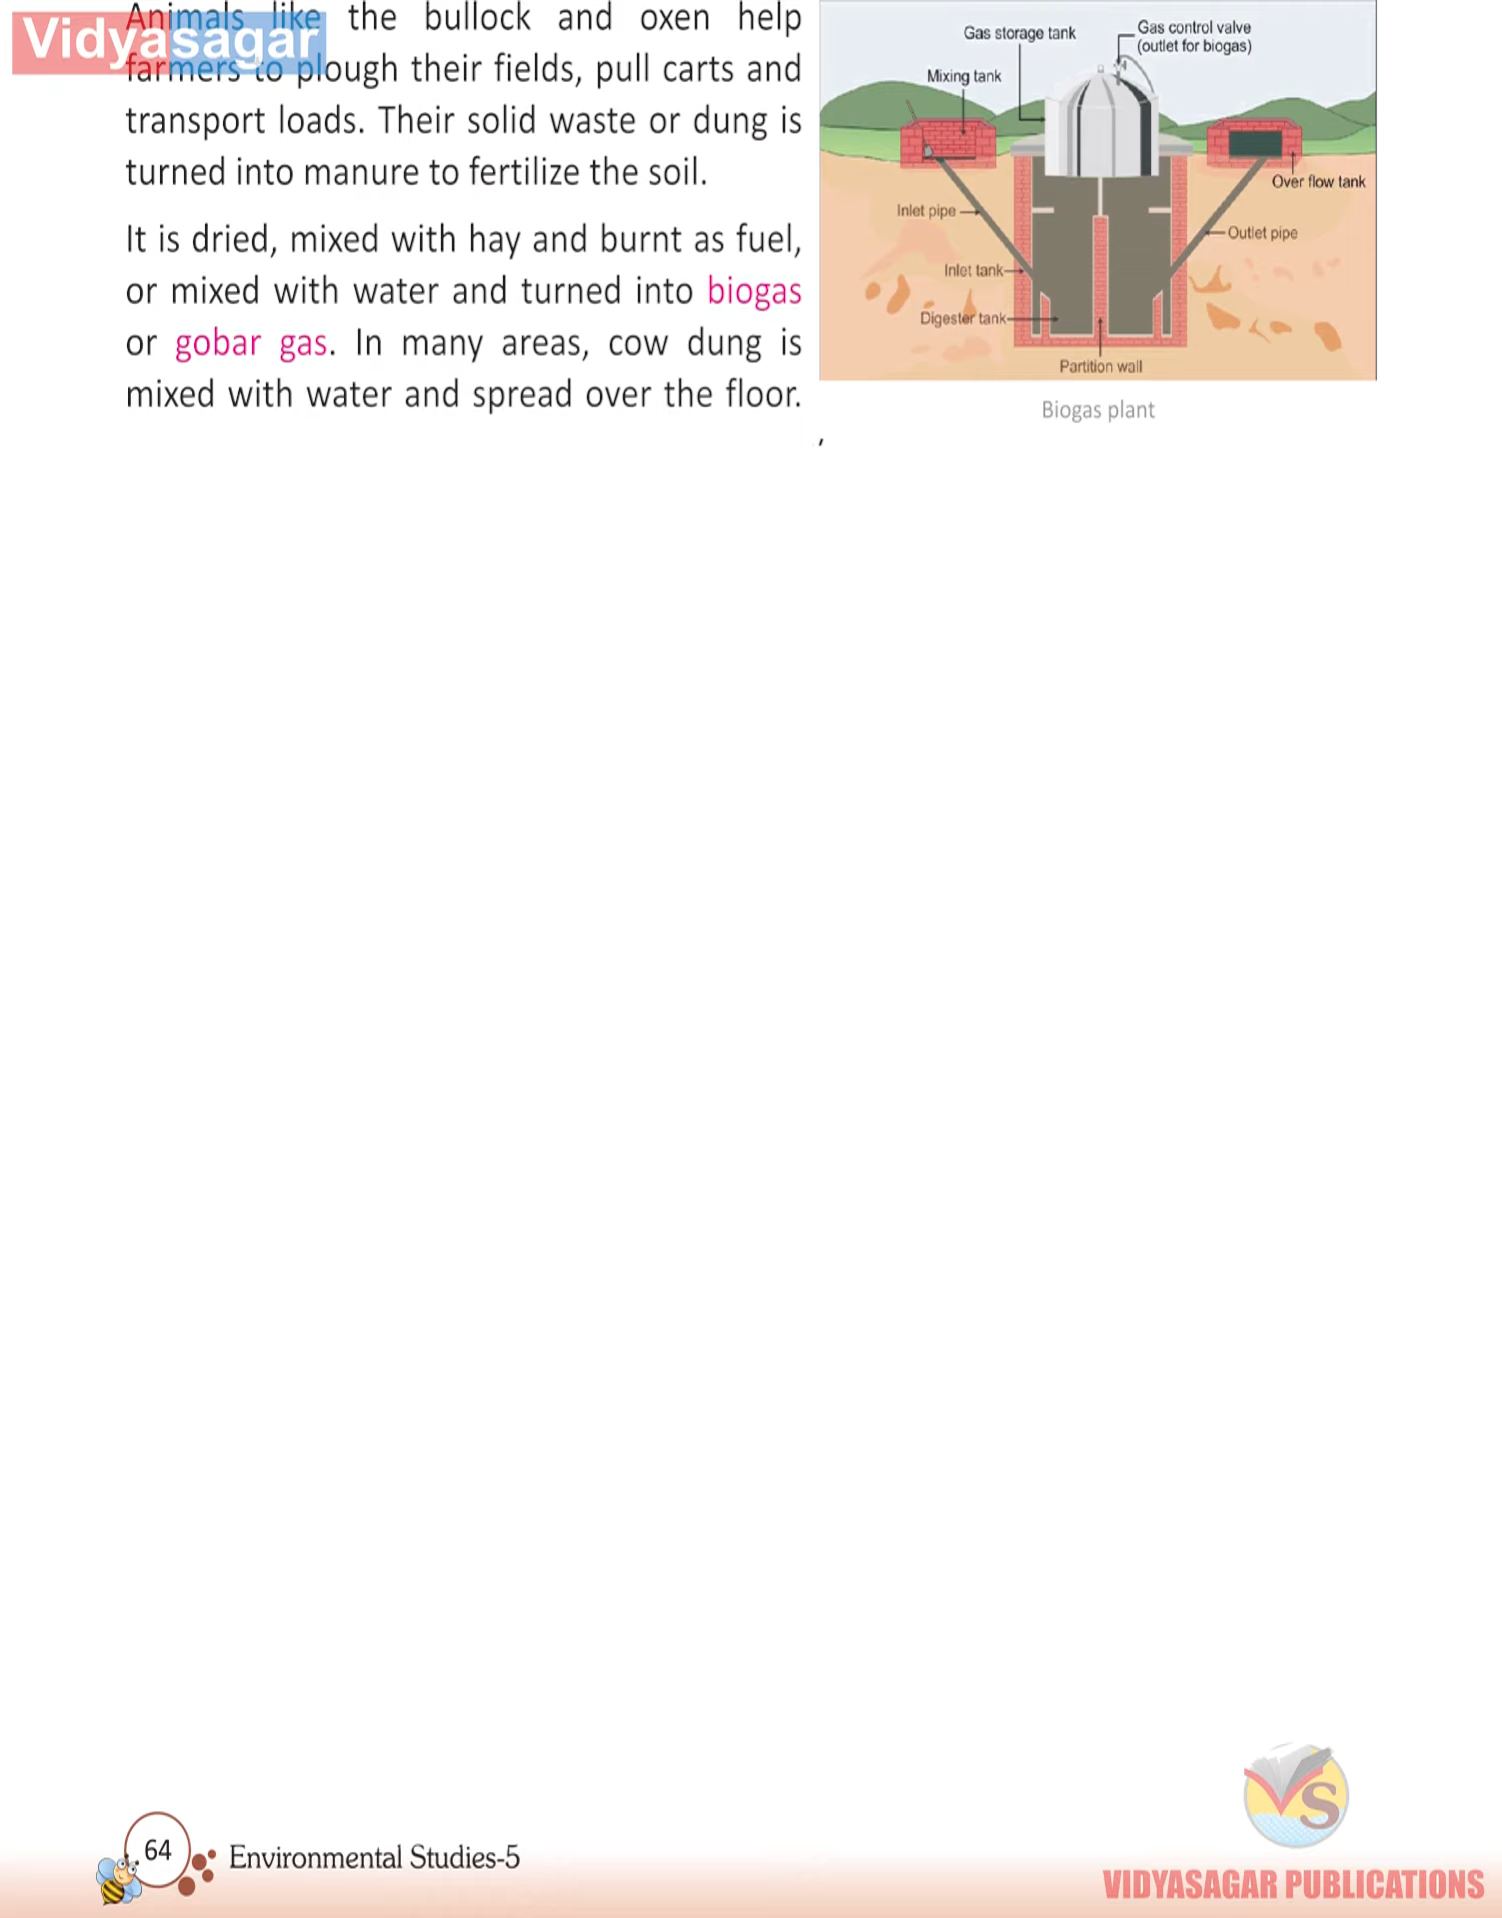 Vidyasagar
Animals like the bullock and oxen help
farmers to plough their fields, pull carts and
transport loads. Their solid waste or dung is
turned into manure to fertilize the soil.
It is dried, mixed with hay and burnt as fuel,
or mixed with water and turned into biogas
or gobar gas. In many areas, cow dung is
mixed with water and spread over the floor.
Gas storage tank
Gas control valve
(outlet for biogas)
Mixing tank
Over flow tank
Inlet pipe
Outlet pipe
Inlet tank
Digester tank
Partition wall
Biogas plant
,
64
Environmental Studies-5
VS
VIDYASAGAR PUBLICATIONS